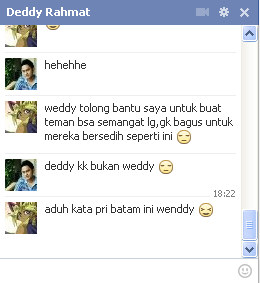 Deddy Rahmat
hehehhe
weddy tolong bantu saya untuk buat
teman bsa semangat lg,gk bagus untuk
mereka bersedih seperti ini
deddy kk bukan weddy
18:22
aduh kata pri batam ini wenddy